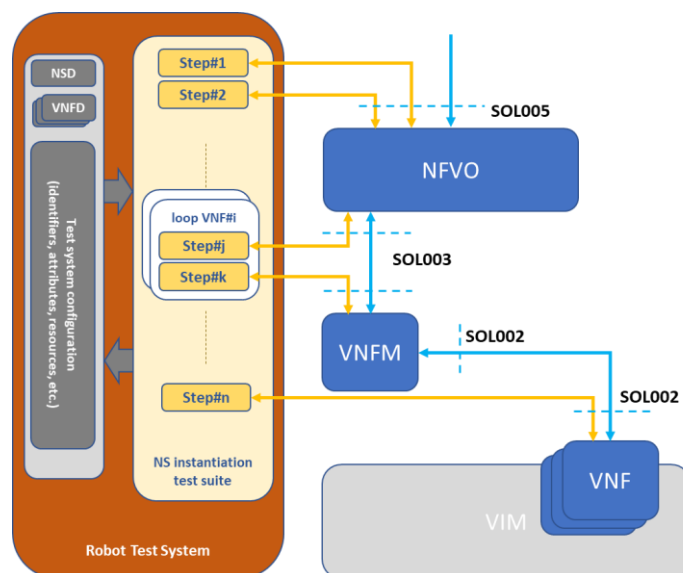 NSD
VNFD
Test system configuration
(identifiers, attributes, resources, etc.)
Step#1
Step#2
loop VNF#i
Step#j
Step#k
Step#n
NS instantiation
test suite
Robot Test System
SOL005
NFVO
SOL003
VNFM
SOL002
SOL002
VNF
VIM